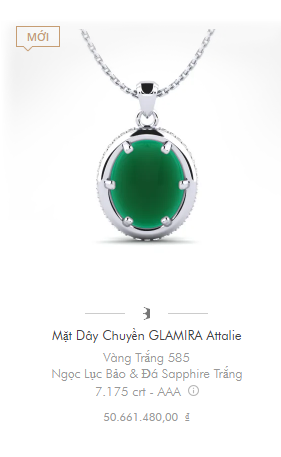 MỚI
Mặt Dây Chuyền GLAMIRA Attalie
Vàng Trắng 585
Ngọc Lục Bảo & Đá Sapphire Trắng
7.175 crt - AAA
50.661.480,00 ₫